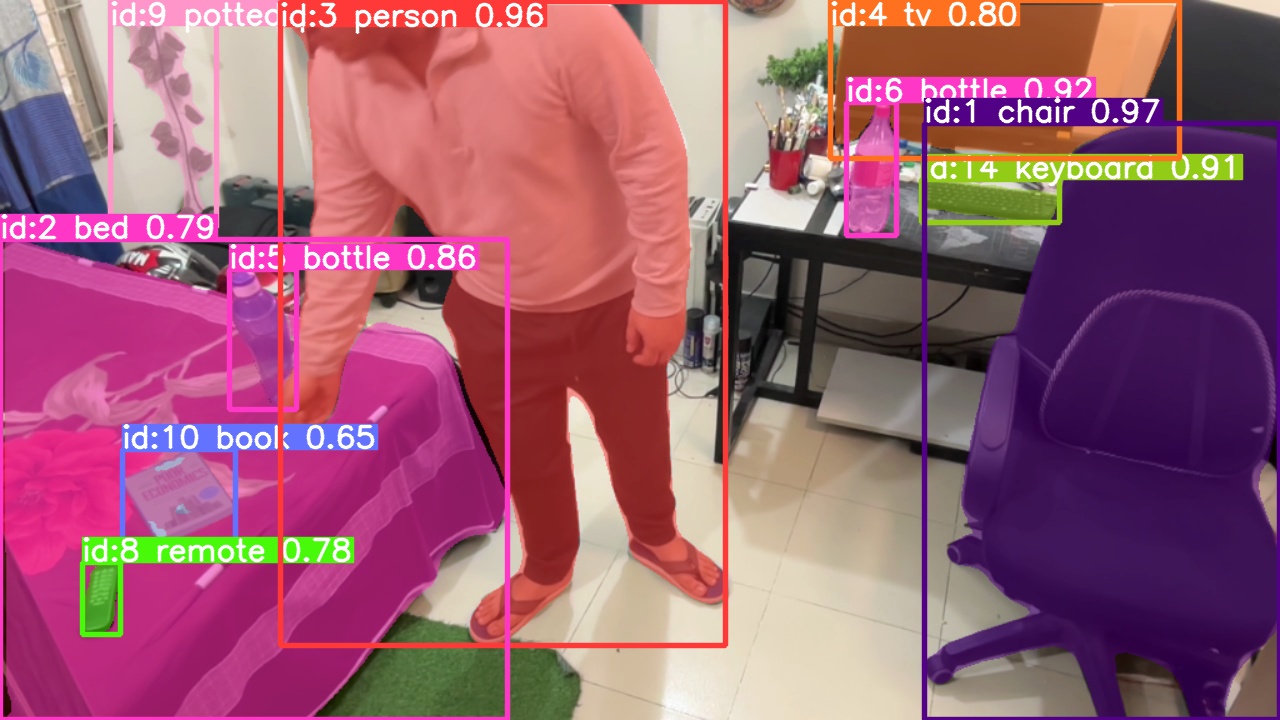 id:9 potted
id:3 person 0.96
id:4 tv 0.80
id:6 bottle 0.92
id:1 chair 0.97
d:14 keyboard 0.91
id:2 bed 0.79
id:5 bottle 0.86
id:10 book 0.65
ECONOMICS
id:8 remote 0.78